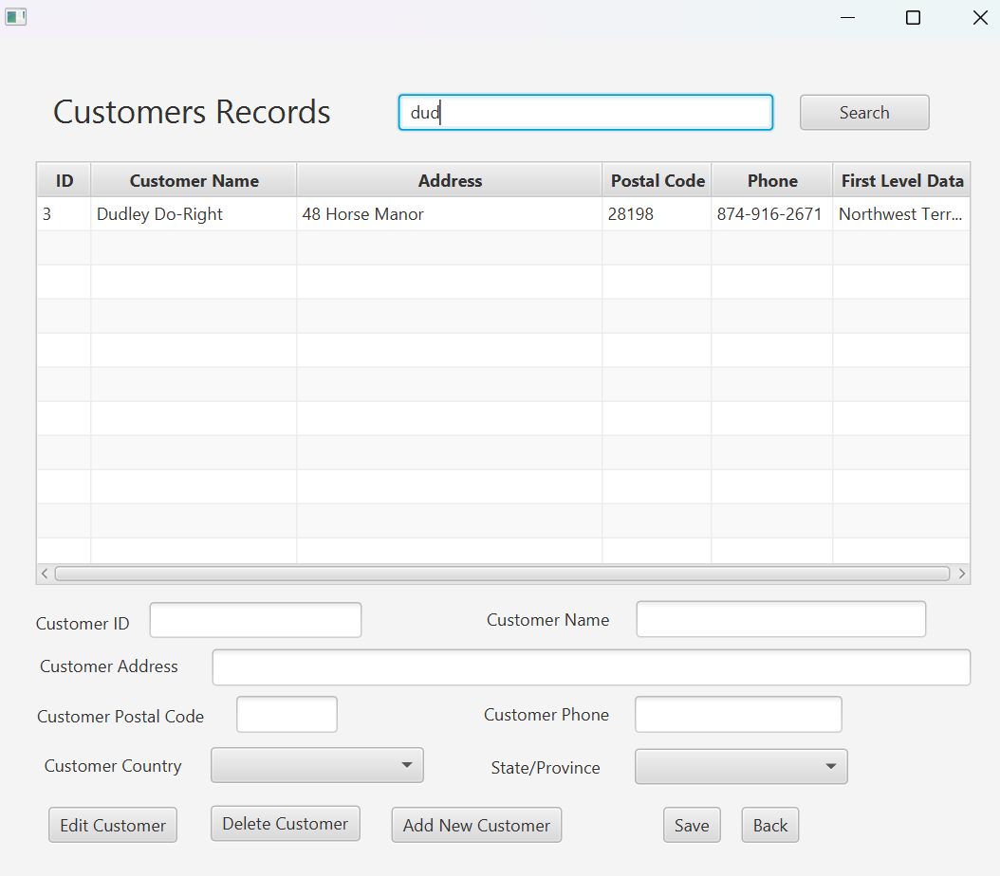 Customers Records
dud
Search
ID Customer Name Address Postal Code Phone First Level Data
3 Dudley Do-Right 48 Horse Manor 28198 874-916-2671 Northwest Terr...
Customer ID
Customer Name
Customer Address
Customer Postal Code
Customer Phone
Customer Country
State/Province
Edit Customer
Delete Customer
Add New Customer
Save
Back